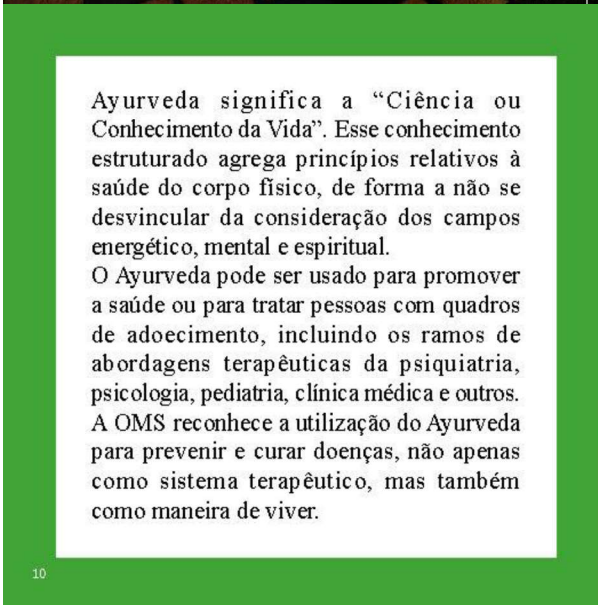 Ayurveda significa a “Ciência ou
Conhecimento da Vida”. Esse conhecimento
estruturado agrega princípios relativos à
saúde do corpo físico, de forma a não se
desvincular da consideração dos campos
energético, mental e espiritual.
O Ayurveda pode ser usado para promover
a saúde ou para tratar pessoas com quadros
de adoecimento, incluindo os ramos de
abordagens terapêuticas da psiquiatria,
psicologia, pediatria, clínica médica e outros.
A OMS reconhece a utilização do Ayurveda
para prevenir e curar doenças, não apenas
como sistema terapêutico, mas também
como maneira de viver.
10